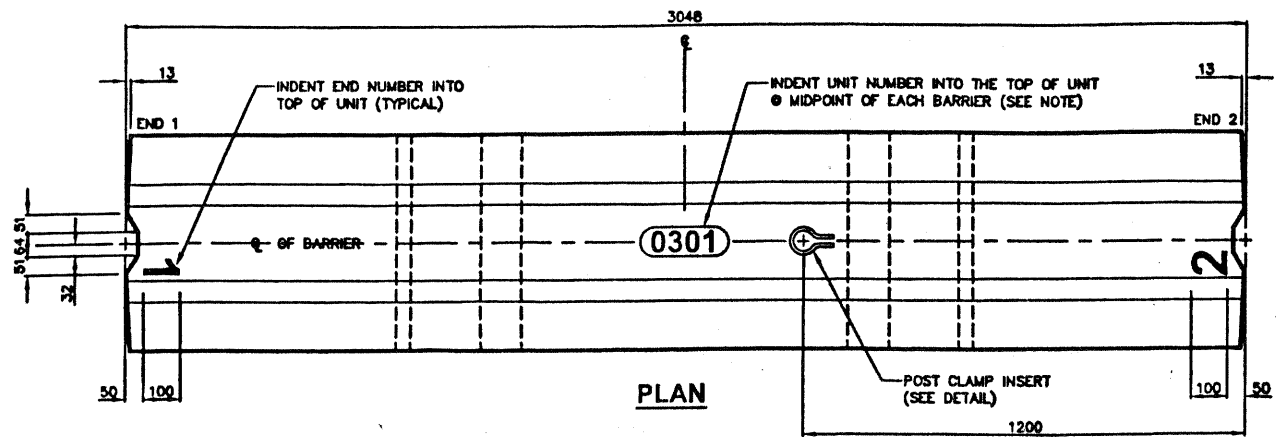 3048
℄
13
INDENT END NUMBER INTO
TOP OF UNIT (TYPICAL)
INDENT UNIT NUMBER INTO THE TOP OF UNIT
@ MIDPOINT OF EACH BARRIER (SEE NOTE)
13
END 1
END 2
51 64 51
32
℄ OF BARRIER
0301
1
2
50
100
PLAN
POST CLAMP INSERT
(SEE DETAIL)
100
50
1200